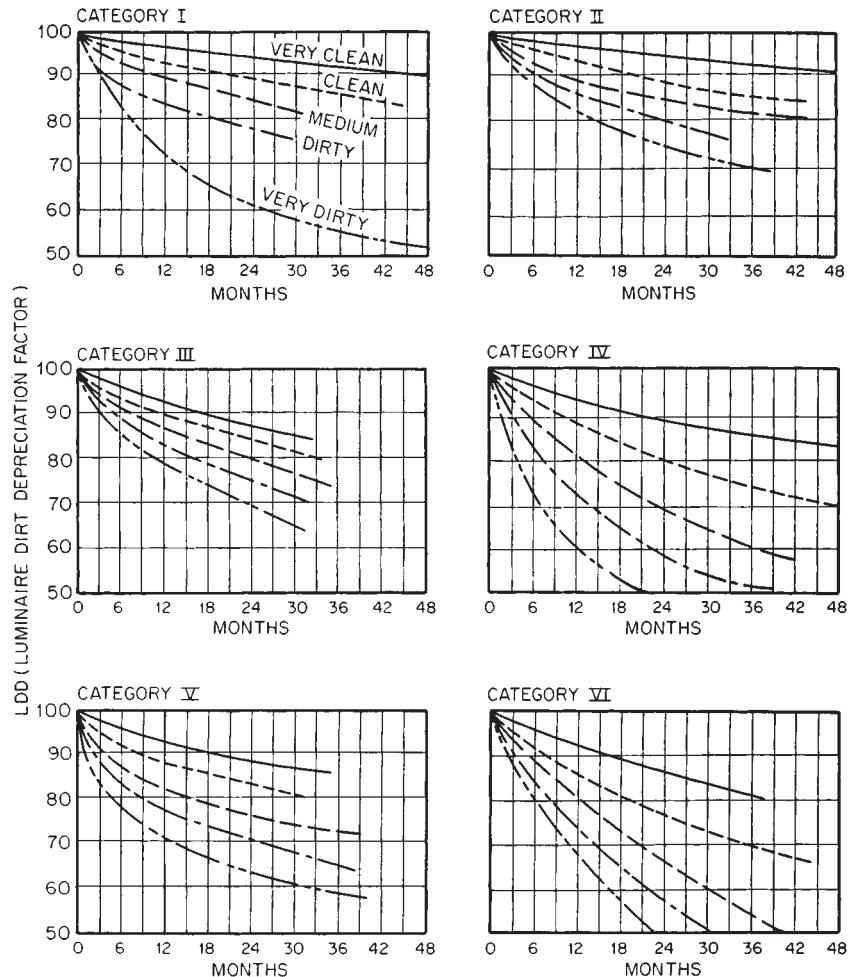 CATEGORY I
100
90
80
70
60
50
VERY CLEAN
CLEAN
MEDIUM
DIRTY
VERY DIRTY
0 6 12 18 24 30 36 42 48
MONTHS
CATEGORY II
0 6 12 18 24 30 36 42 48
MONTHS
LDD (LUMINAIRE DIRT DEPRECIATION FACTOR)
CATEGORY III
100
90
80
70
60
50
0 6 12 18 24 30 36 42 48
MONTHS
CATEGORY IV
0 6 12 18 24 30 36 42 48
MONTHS
CATEGORY V
100
90
80
70
60
50
0 6 12 18 24 30 36 42 48
MONTHS
CATEGORY VI
0 6 12 18 24 30 36 42 48
MONTHS